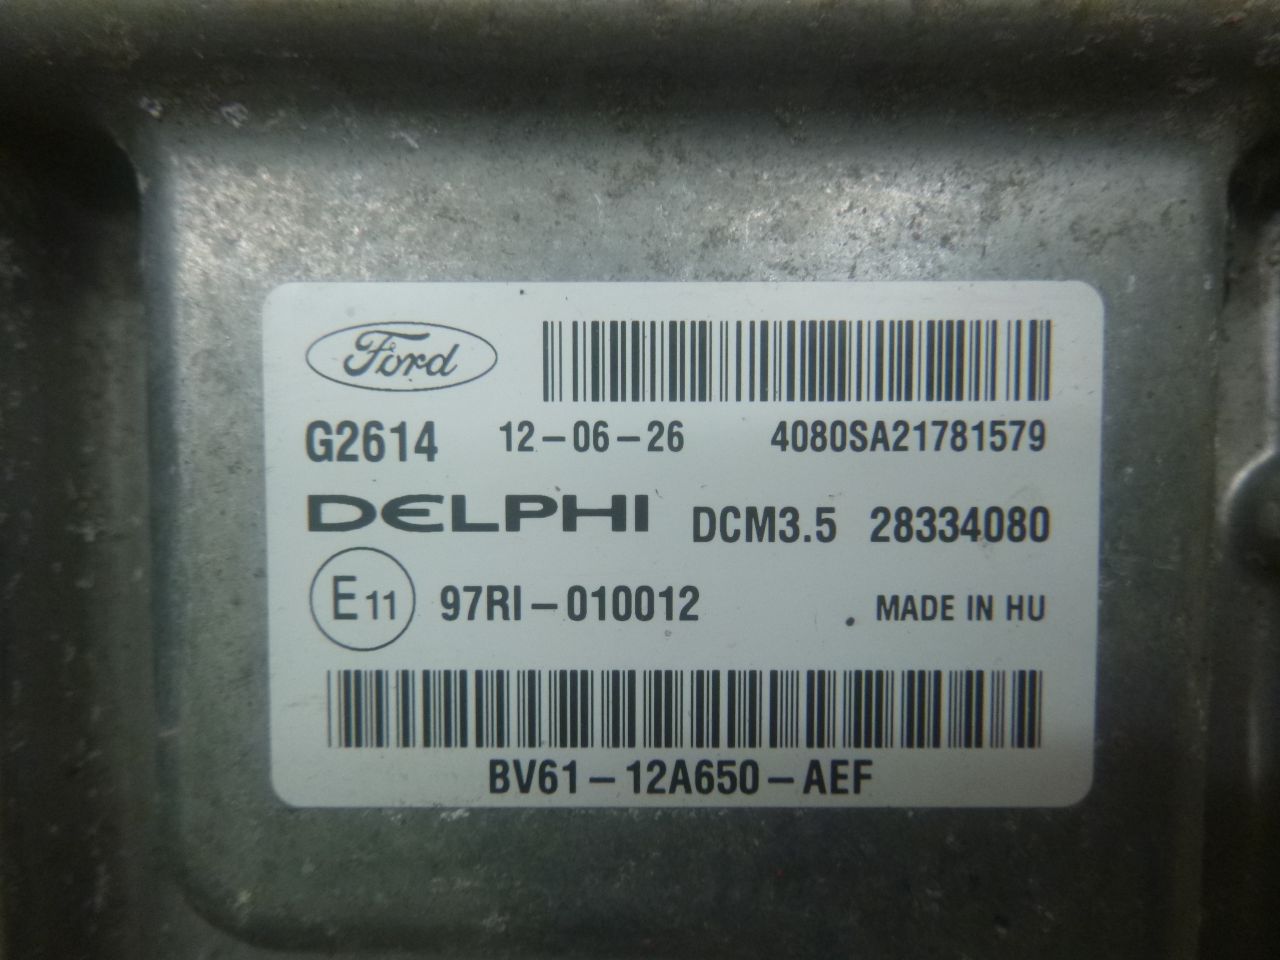 Ford
G2614 12-06-26 4080SA21781579
DELPHI DCM3.5 28334080
E11 97RI-010012 MADE IN HU
BV61-12A650-AEF